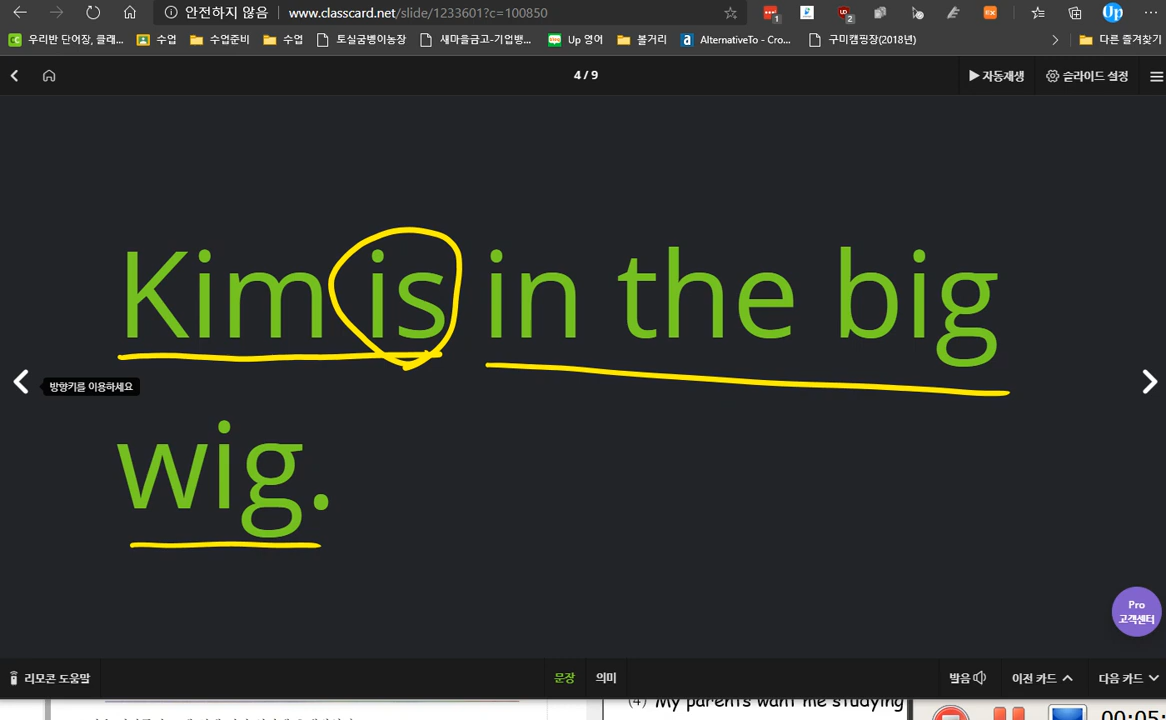 안전하지 않음 www.classcard.net/slide/1233601?c=100850
우리반 단어장, 클래... 수업 수업준비 수업 토실굼벵이농장 새마을금고-기업뱅... Up 영어 볼거리 AlternativeTo - Cro... 구미캠핑장(2018년) 다른 즐겨찾기
4 / 9 자동재생 슬라이드 설정
Kim is in the big
방향키를 이용하세요
wig.
Pro
고객센터
리모콘 도움말 문장 의미 발음 이전 카드 다음 카드
(4) My parents want me studying
00:05: